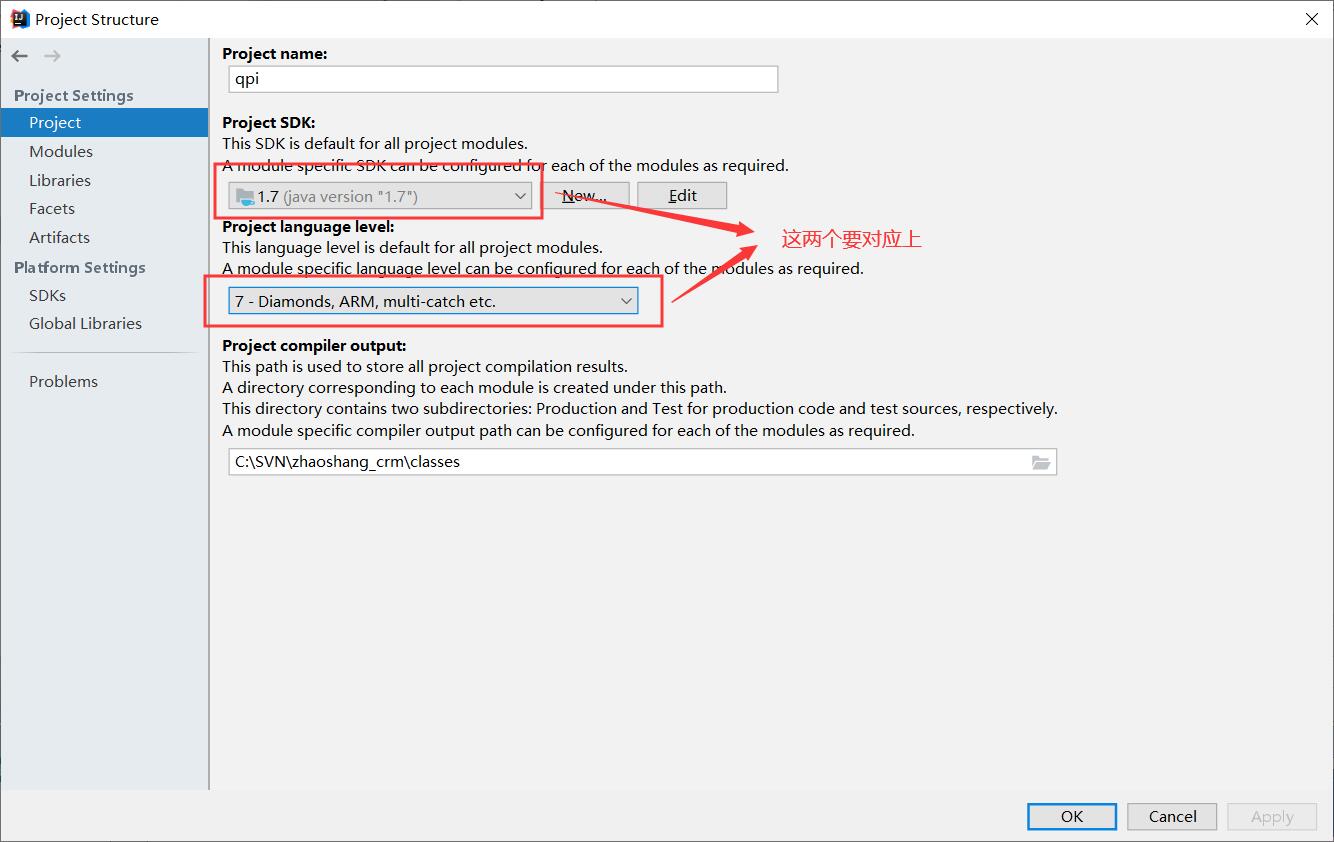 Project Structure
Project Settings
Project
Modules
Libraries
Facets
Artifacts
Platform Settings
SDKs
Global Libraries
Problems
Project name:
qpi
Project SDK:
This SDK is default for all project modules.
A module specific SDK can be configured for each of the modules as required.
1.7 (java version "1.7")
New...
Edit
Project language level:
This language level is default for all project modules.
A module specific language level can be configured for each of the modules as required.
这两个要对应上
7 - Diamonds, ARM, multi-catch etc.
Project compiler output:
This path is used to store all project compilation results.
A directory corresponding to each module is created under this path.
This directory contains two subdirectories: Production and Test for production code and test sources, respectively.
A module specific compiler output path can be configured for each of the modules as required.
C:\SVN\zhaoshang_crm\classes
OK
Cancel
Apply